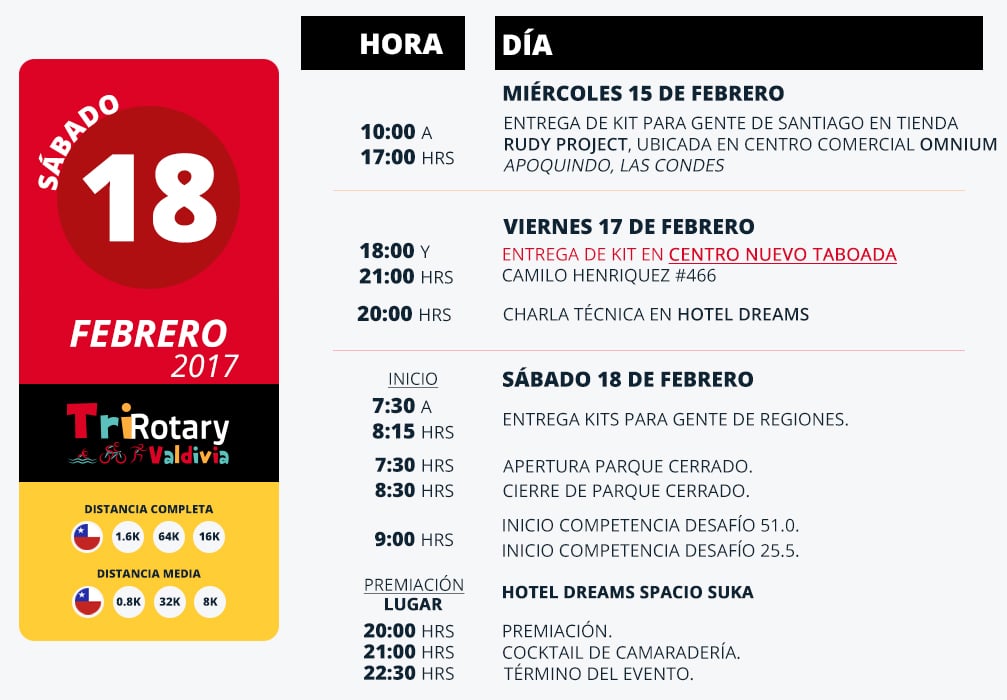 SÁBADO
18
FEBRERO
2017
TriRotary
Valdivia
DISTANCIA COMPLETA
1.6K 64K 16K
DISTANCIA MEDIA
0.8K 32K 8K
HORA DÍA
MIÉRCOLES 15 DE FEBRERO
10:00 A
17:00 HRS
ENTREGA DE KIT PARA GENTE DE SANTIAGO EN TIENDA
RUDY PROJECT, UBICADA EN CENTRO COMERCIAL OMNIUM
APOQUINDO, LAS CONDES
VIERNES 17 DE FEBRERO
18:00 Y
21:00 HRS
ENTREGA DE KIT EN CENTRO NUEVO TABOADA
CAMILO HENRIQUEZ #466
20:00 HRS CHARLA TÉCNICA EN HOTEL DREAMS
INICIO SÁBADO 18 DE FEBRERO
7:30 A
8:15 HRS
ENTREGA KITS PARA GENTE DE REGIONES.
7:30 HRS APERTURA PARQUE CERRADO.
8:30 HRS CIERRE DE PARQUE CERRADO.
9:00 HRS
INICIO COMPETENCIA DESAFÍO 51.0.
INICIO COMPETENCIA DESAFÍO 25.5.
PREMIACIÓN
LUGAR
HOTEL DREAMS SPACIO SUKA
20:00 HRS PREMIACIÓN.
21:00 HRS COCKTAIL DE CAMARADERÍA.
22:30 HRS TÉRMINO DEL EVENTO.